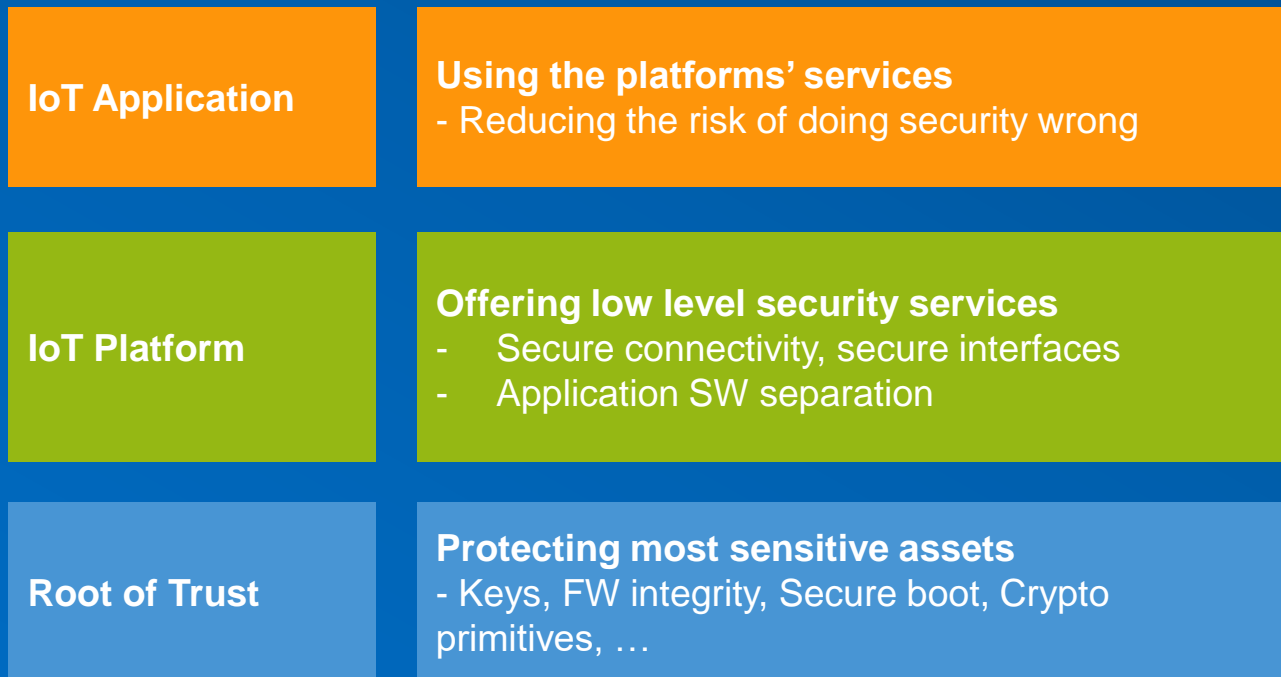 IoT Application
Using the platforms’ services
- Reducing the risk of doing security wrong
IoT Platform
Offering low level security services
- Secure connectivity, secure interfaces
- Application SW separation
Root of Trust
Protecting most sensitive assets
- Keys, FW integrity, Secure boot, Crypto
primitives, …